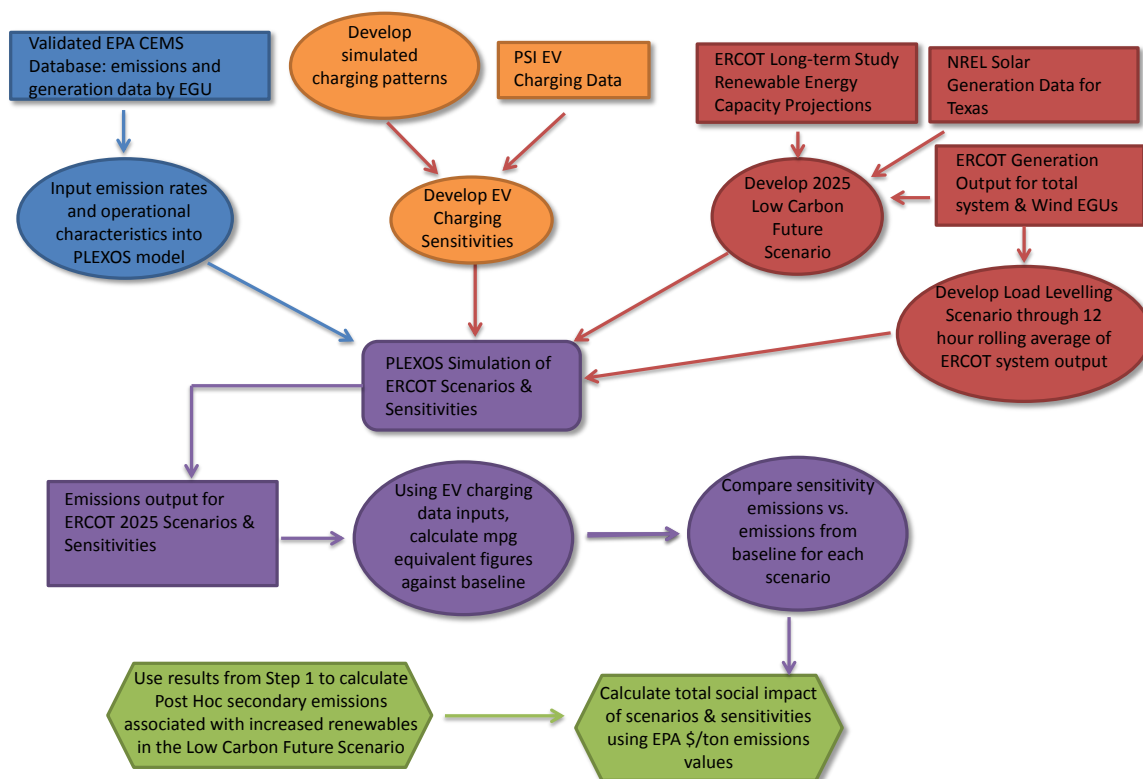 Validated EPA CEMS
Database: emissions and
generation data by EGU
Develop
simulated
charging patterns
PSI EV
Charging Data
ERCOT Long-term Study
Renewable Energy
Capacity Projections
NREL Solar
Generation Data for
Texas
Input emission rates
and operational
characteristics into
PLEXOS model
Develop EV
Charging
Sensitivities
Develop 2025
Low Carbon
Future
Scenario
ERCOT Generation
Output for total
system & Wind EGUs
Develop Load Levelling
Scenario through 12
hour rolling average of
ERCOT system output
PLEXOS Simulation of
ERCOT Scenarios &
Sensitivities
Emissions output for
ERCOT 2025 Scenarios &
Sensitivities
Using EV charging
data inputs,
calculate mpg
equivalent figures
against baseline
Compare sensitivity
emissions vs.
emissions from
baseline for each
scenario
Use results from Step 1 to calculate
Post Hoc secondary emissions
associated with increased renewables
in the Low Carbon Future Scenario
Calculate total social impact
of scenarios & sensitivities
using EPA $/ton emissions
values